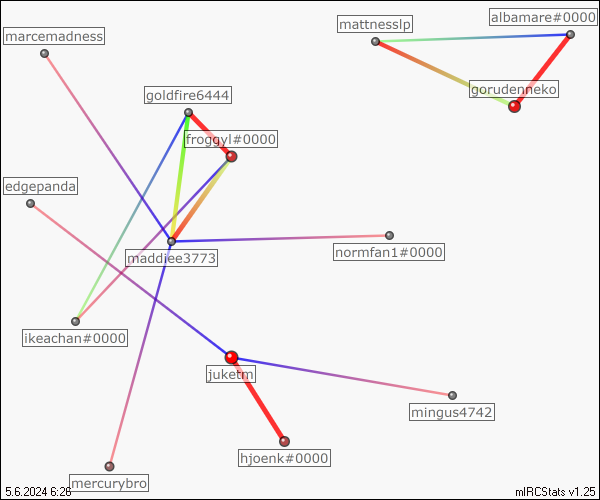 albamare#0000
mattnesslp
marcemadness
gorudenneko
goldfire6444
froggyl#0000
edgepanda
normfan1#0000
maddiee3773
ikeachan#0000
juketm
mingus4742
hjoenk#0000
mercurybro
5.6.2024 6:26
mIRCStats v1.25